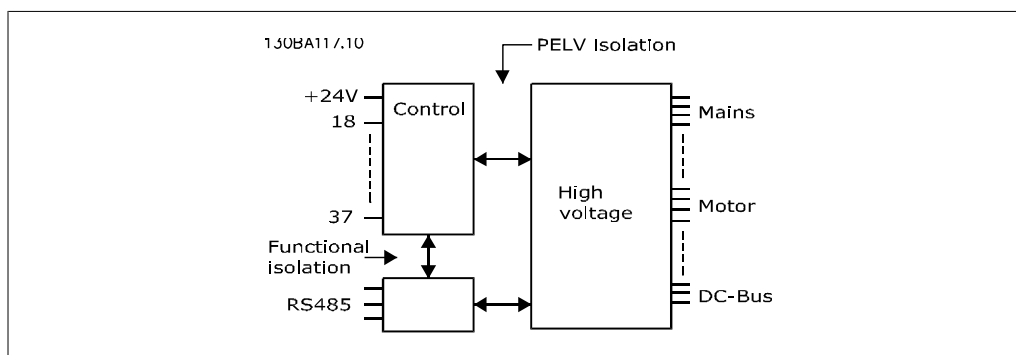 130BA117.10
PELV Isolation
+24V
18
37
Control
High
voltage
Mains
Motor
DC-Bus
Functional
isolation
RS485